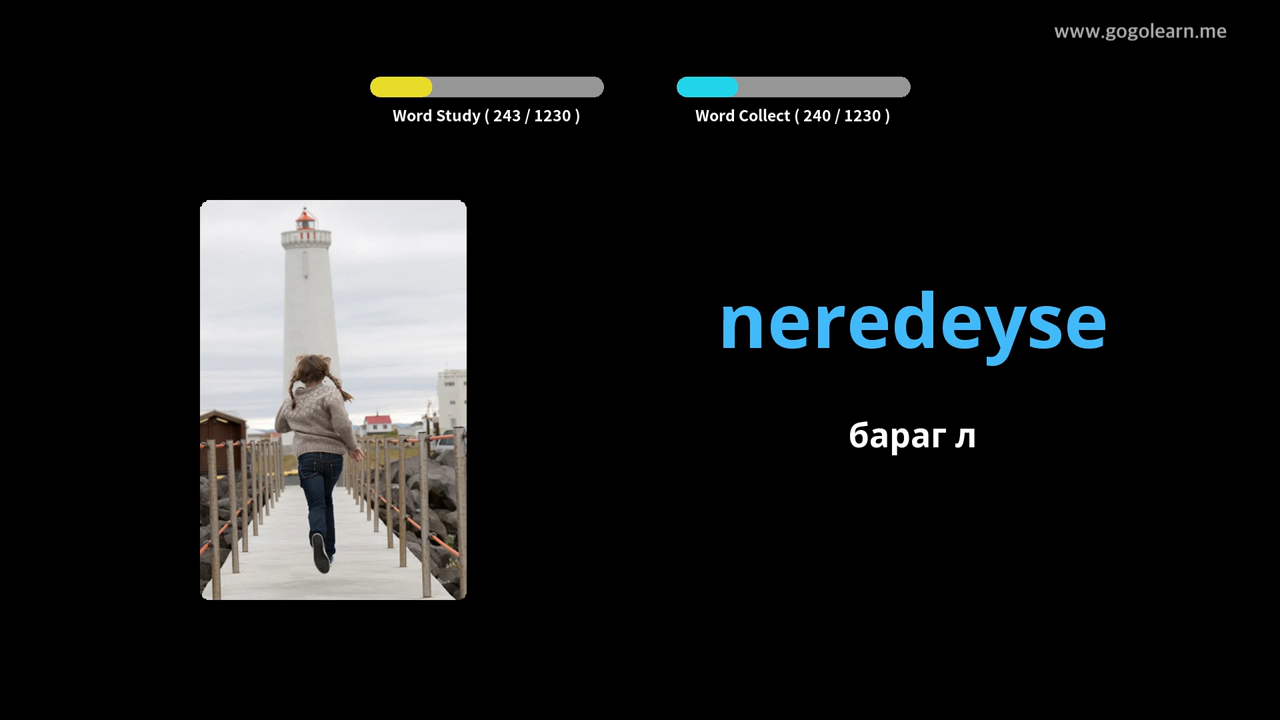 www.gogolearn.me
Word Study ( 243 / 1230 )
Word Collect ( 240 / 1230 )
neredeyse
бараг л